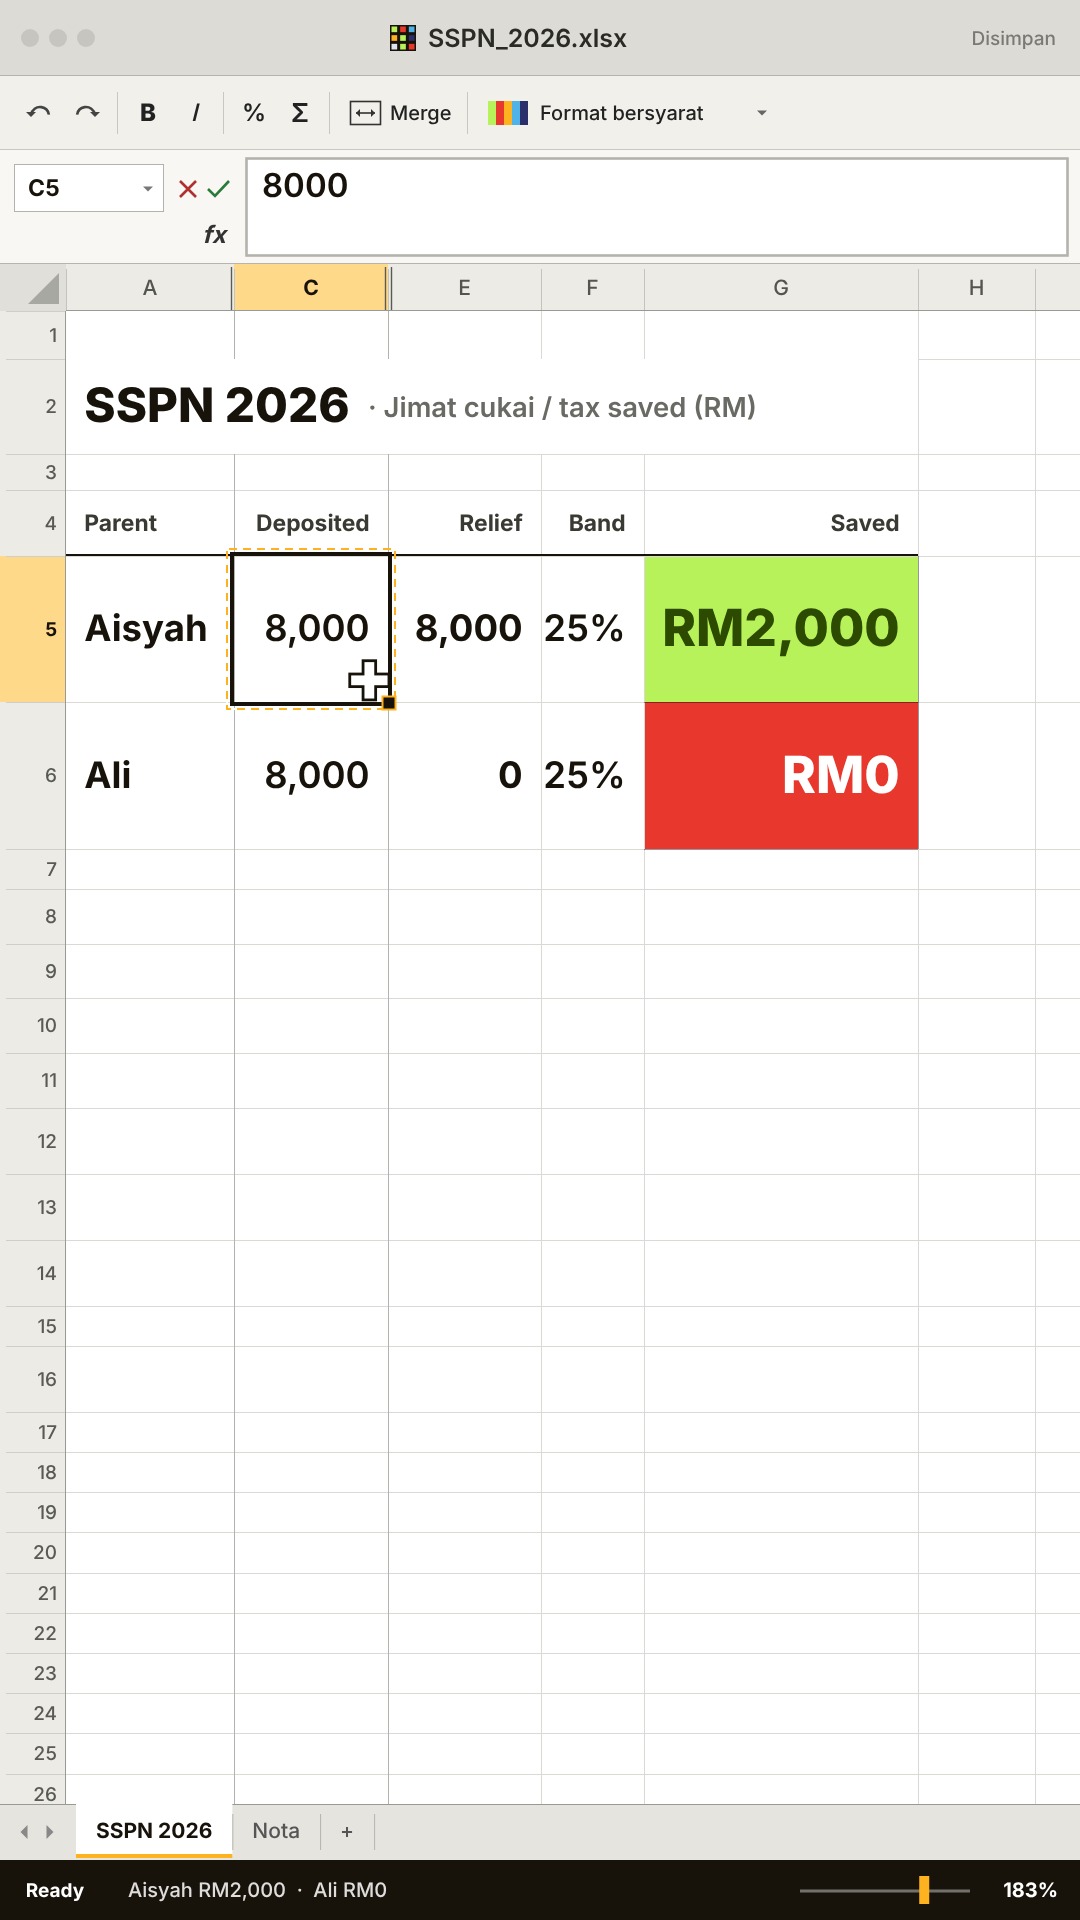 SSPN_2026.xlsx
Disimpan
B I % Σ Merge Format bersyarat
C5
8000
fx
A C E F G H
1
2 SSPN 2026 · Jimat cukai / tax saved (RM)
3
4 Parent Deposited Relief Band Saved
5 Aisyah 8,000 8,000 25% RM2,000
6 Ali 8,000 0 25% RM0
7
8
9
10
11
12
13
14
15
16
17
18
19
20
21
22
23
24
25
26
SSPN 2026 Nota +
Ready Aisyah RM2,000 · Ali RM0 183%